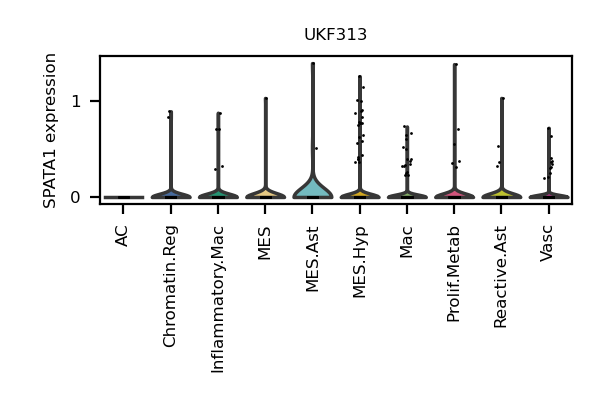 UKF313
SPATA1 expression
1
0
AC
Chromatin.Reg
Inflammatory.Mac
MES
MES.Ast
MES.Hyp
Mac
Prolif.Metab
Reactive.Ast
Vasc